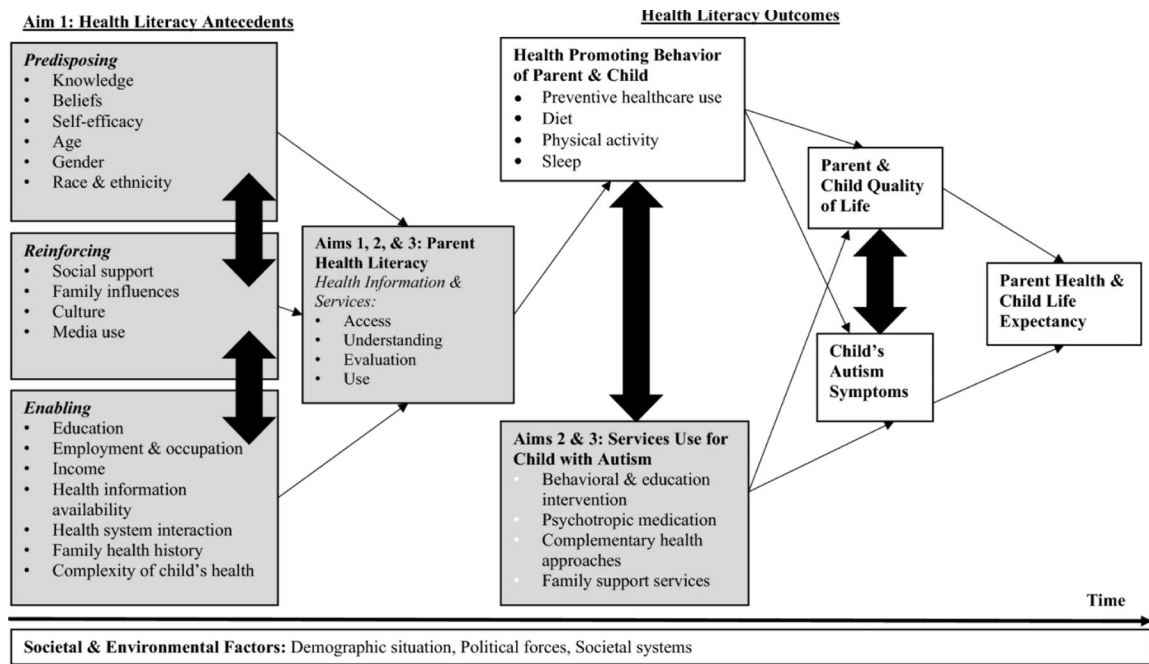 Aim 1: Health Literacy Antecedents
Health Literacy Outcomes
Predisposing
• Knowledge
• Beliefs
• Self-efficacy
• Age
• Gender
• Race & ethnicity
Reinforcing
• Social support
• Family influences
• Culture
• Media use
Enabling
• Education
• Employment & occupation
• Income
• Health information
availability
• Health system interaction
• Family health history
• Complexity of child's health
Aims 1, 2, & 3: Parent
Health Literacy
Health Information &
Services:
• Access
• Understanding
• Evaluation
• Use
Health Promoting Behavior
of Parent & Child
• Preventive healthcare use
• Diet
• Physical activity
• Sleep
Aims 2 & 3: Services Use for
Child with Autism
• Behavioral & education
intervention
• Psychotropic medication
• Complementary health
approaches
• Family support services
Parent &
Child Quality
of Life
Child's
Autism
Symptoms
Parent Health &
Child Life
Expectancy
Time
Societal & Environmental Factors: Demographic situation, Political forces, Societal systems